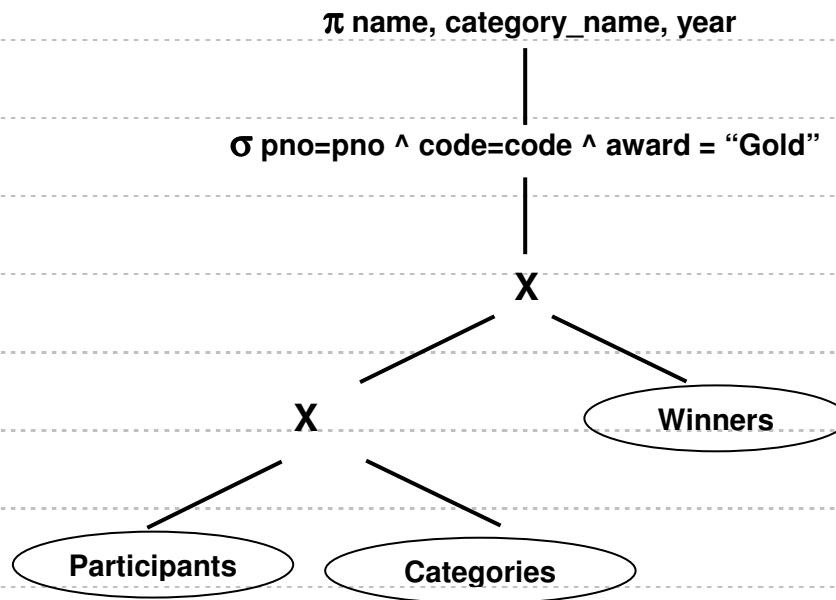 π name, category_name, year
σ pno=pno ^ code=code ^ award = “Gold”
X
X
Winners
Participants
Categories